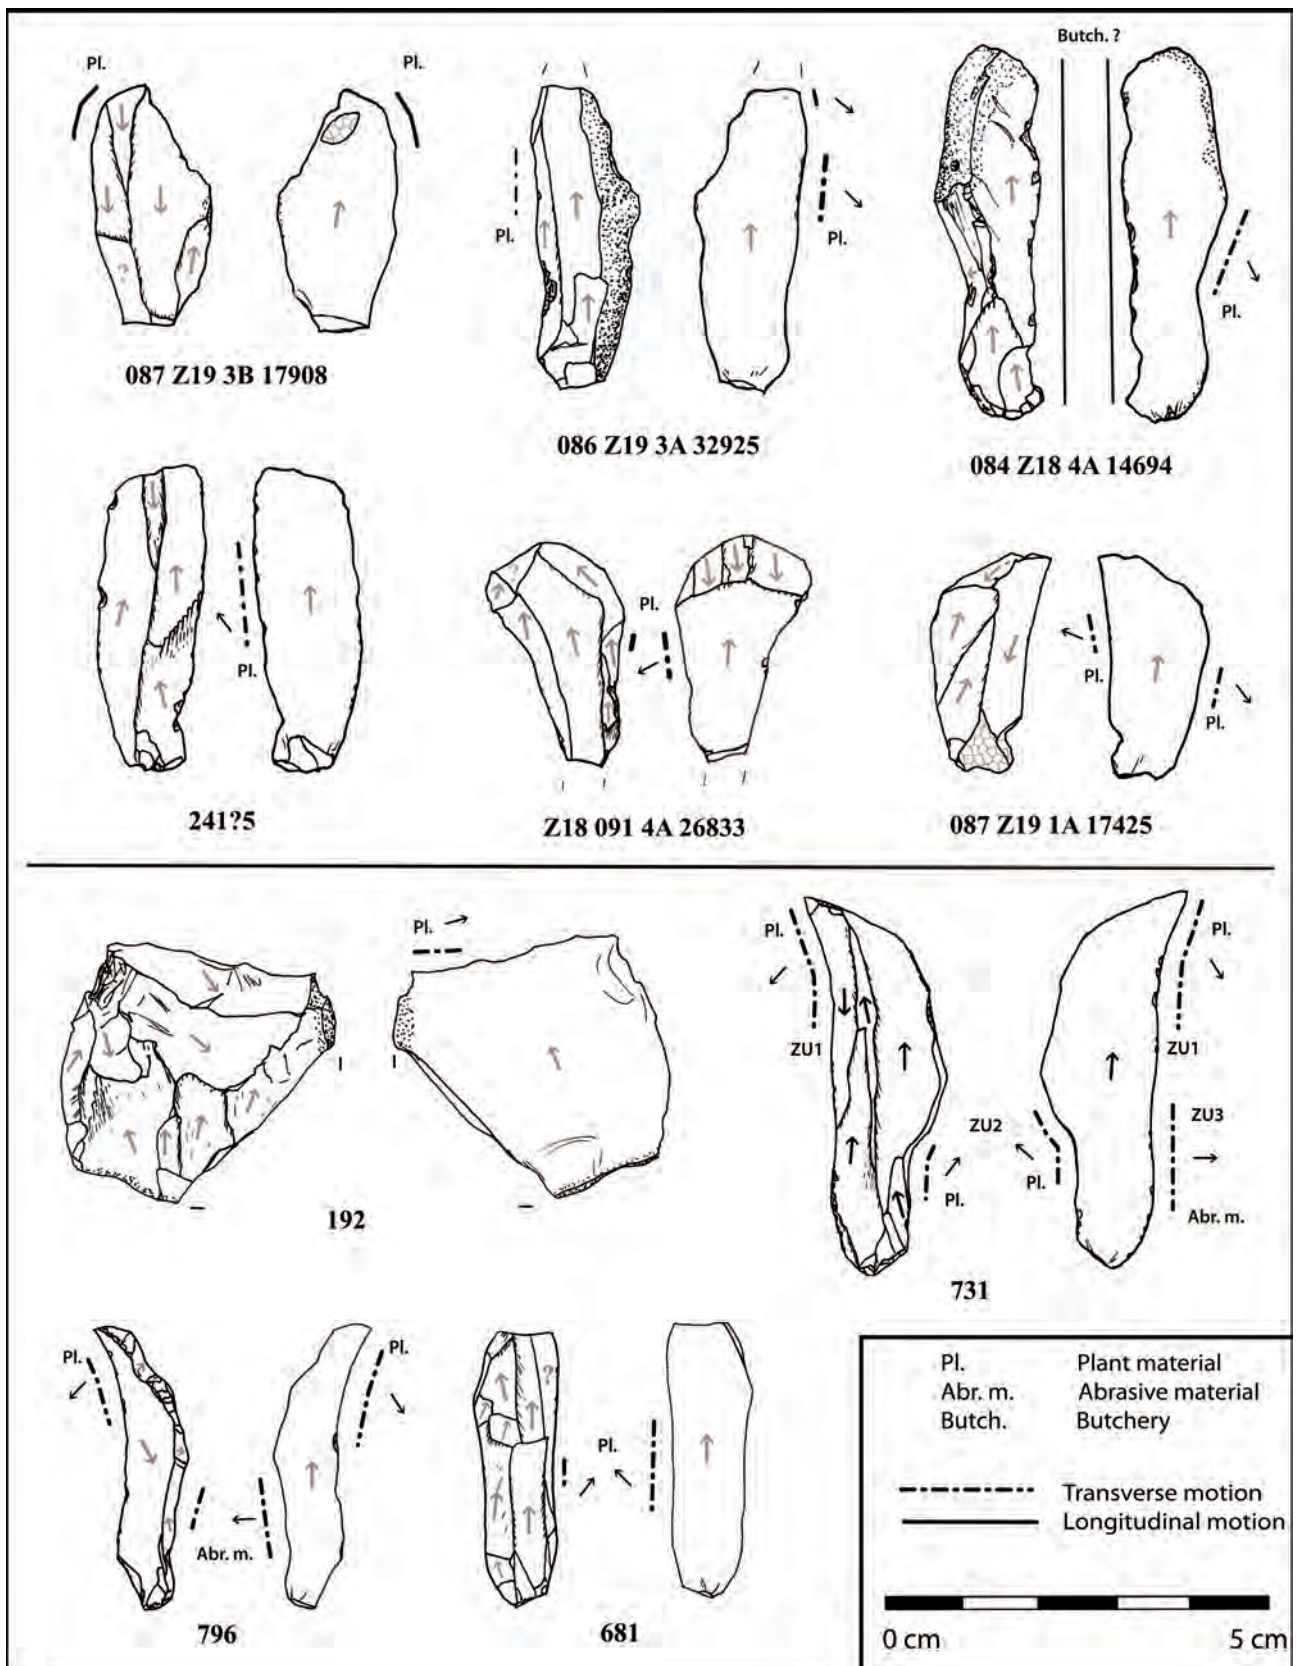 Pl.
Pl.
087 Z19 3B 17908
Pl.
Pl.
086 Z19 3A 32925
Butch. ?
Pl.
084 Z18 4A 14694
Pl.
241?5
Pl.
Z18 091 4A 26833
Pl.
Pl.
087 Z19 1A 17425
Pl.
192
Pl.
ZU1
ZU2
Pl.
Pl.
ZU1
Pl.
ZU3
Abr. m.
731
Pl.
Pl.
Abr. m.
796
?
Pl.
681
Pl. Plant material
Abr. m. Abrasive material
Butch. Butchery
Transverse motion
Longitudinal motion
0 cm 5 cm